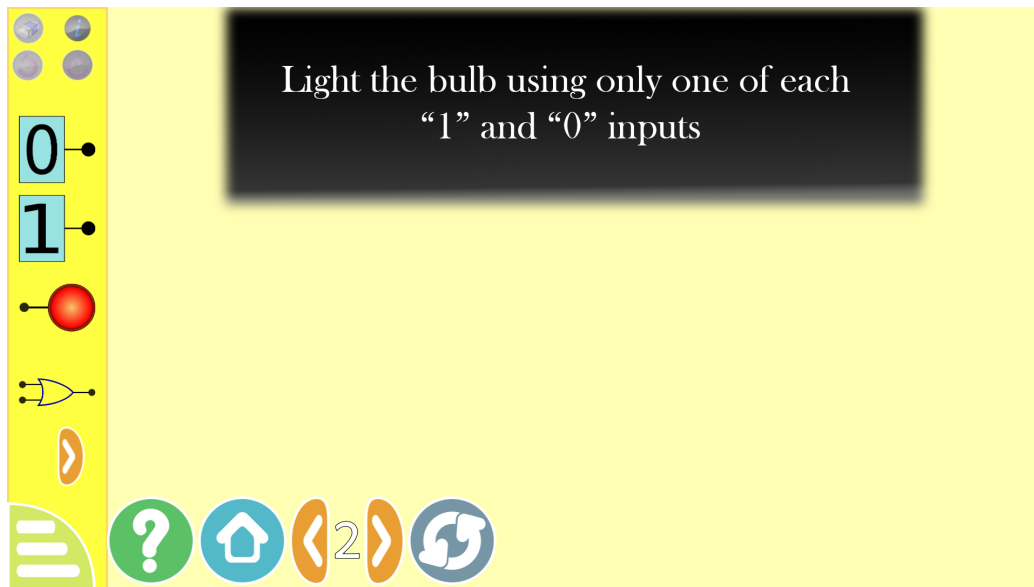 Light the bulb using only one of each
“1” and “0” inputs
0
1
2